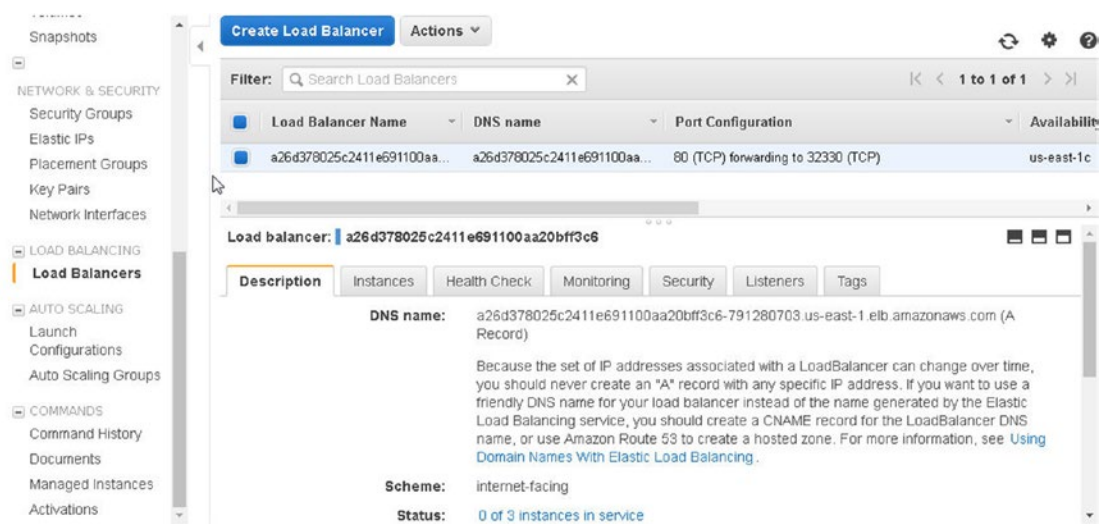 Snapshots
NETWORK & SECURITY
Security Groups
Elastic IPs
Placement Groups
Key Pairs
Network Interfaces
LOAD BALANCING
Load Balancers
AUTO SCALING
Launch
Configurations
Auto Scaling Groups
COMMANDS
Command History
Documents
Managed Instances
Activations
Create Load Balancer Actions
Filter: Search Load Balancers 1 to 1 of 1
Load Balancer Name DNS name Port Configuration Availability
a26d378025c2411e691100aa... a26d378025c2411e691100aa... 80 (TCP) forwarding to 32330 (TCP) us-east-1c
Load balancer: a26d378025c2411e691100aa20bff3c6
Description Instances Health Check Monitoring Security Listeners Tags
DNS name: a26d378025c2411e691100aa20bff3c6-791280703.us-east-1.elb.amazonaws.com (A
Record)
Because the set of IP addresses associated with a LoadBalancer can change over time,
you should never create an "A" record with any specific IP address. If you want to use a
friendly DNS name for your load balancer instead of the name generated by the Elastic
Load Balancing service, you should create a CNAME record for the LoadBalancer DNS
name, or use Amazon Route 53 to create a hosted zone. For more information, see Using
Domain Names With Elastic Load Balancing.
Scheme: internet-facing
Status: 0 of 3 instances in service